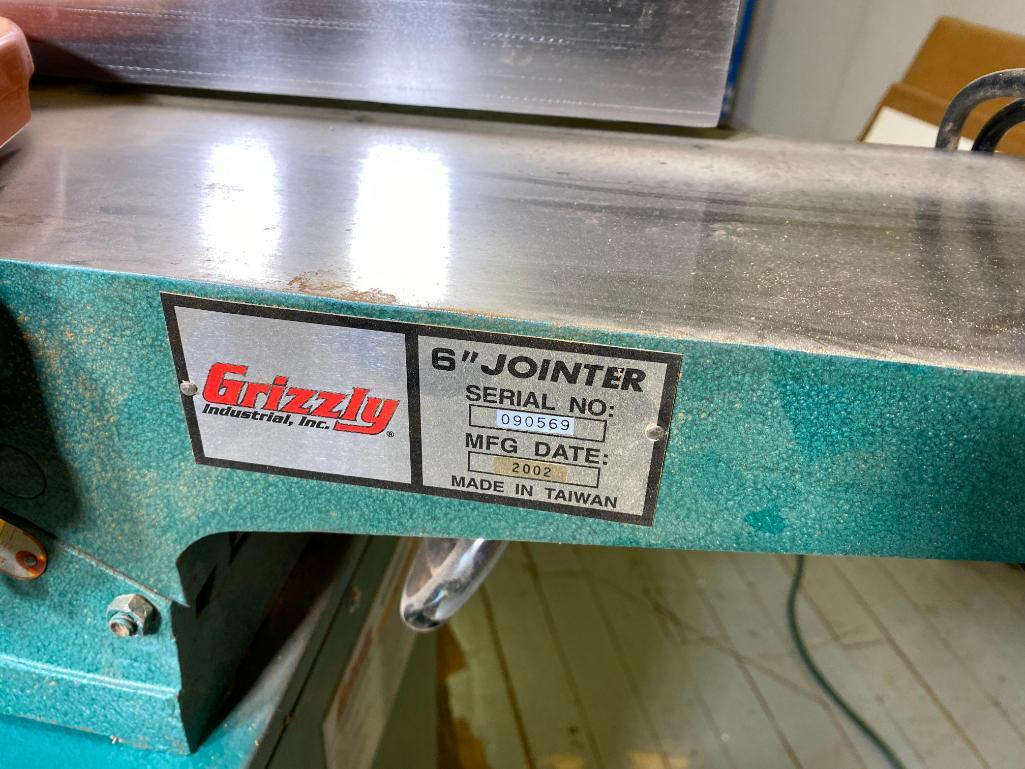 Grizzly
Industrial, Inc. ®
6" JOINTER
SERIAL NO:
090569
MFG DATE:
2002
MADE IN TAIWAN